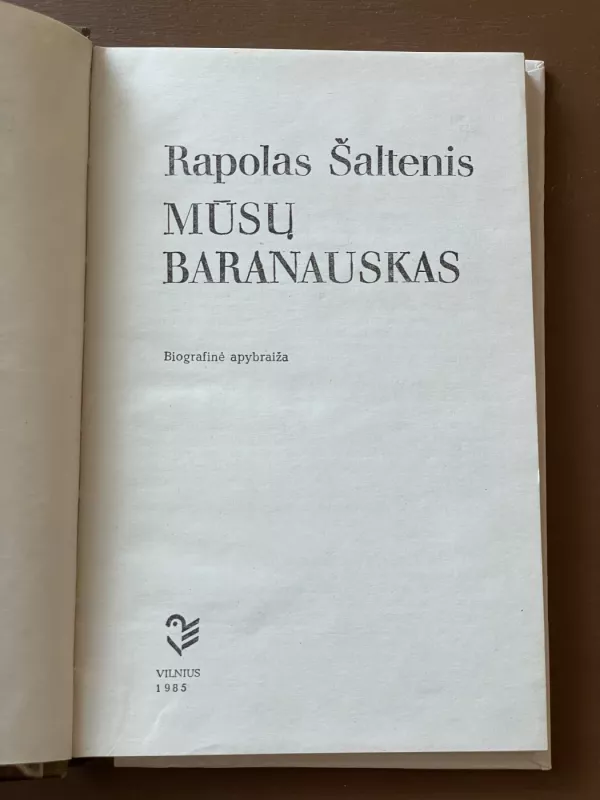 Rapolas Šaltenis
MŪSŲ
BARANAUSKAS
Biografinė apybraiža
VILNIUS
1985